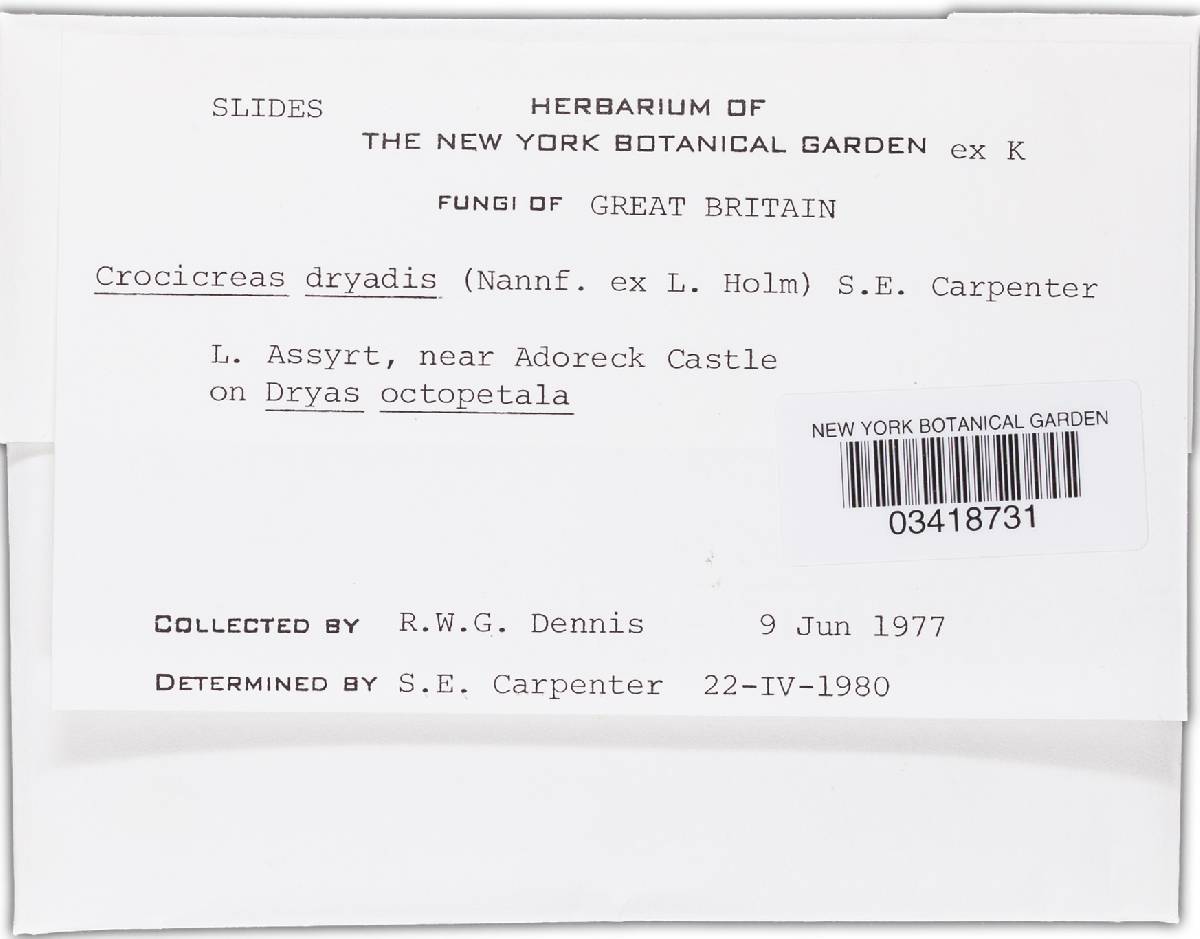 SLIDES HERBARIUM OF
THE NEW YORK BOTANICAL GARDEN ex K
FUNGI OF GREAT BRITAIN
Crocicreas dryadis (Nannf. ex L. Holm) S.E. Carpenter
L. Assyrt, near Adoreck Castle
on Dryas octopetala
NEW YORK BOTANICAL GARDEN
03418731
COLLECTED BY R.W.G. Dennis 9 Jun 1977
DETERMINED BY S.E. Carpenter 22-IV-1980